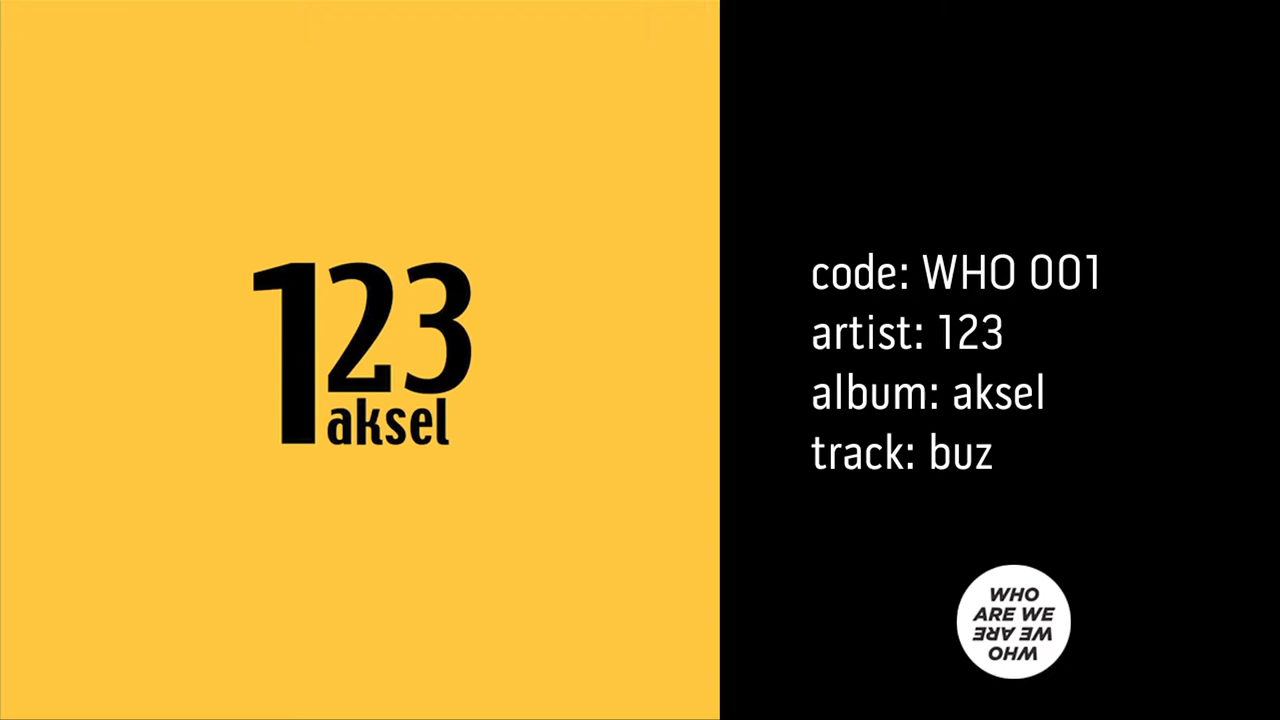 123
aksel
code: WHO 001
artist: 123
album: aksel
track: buz
WHO
ARE WE
WE ARE
WHO